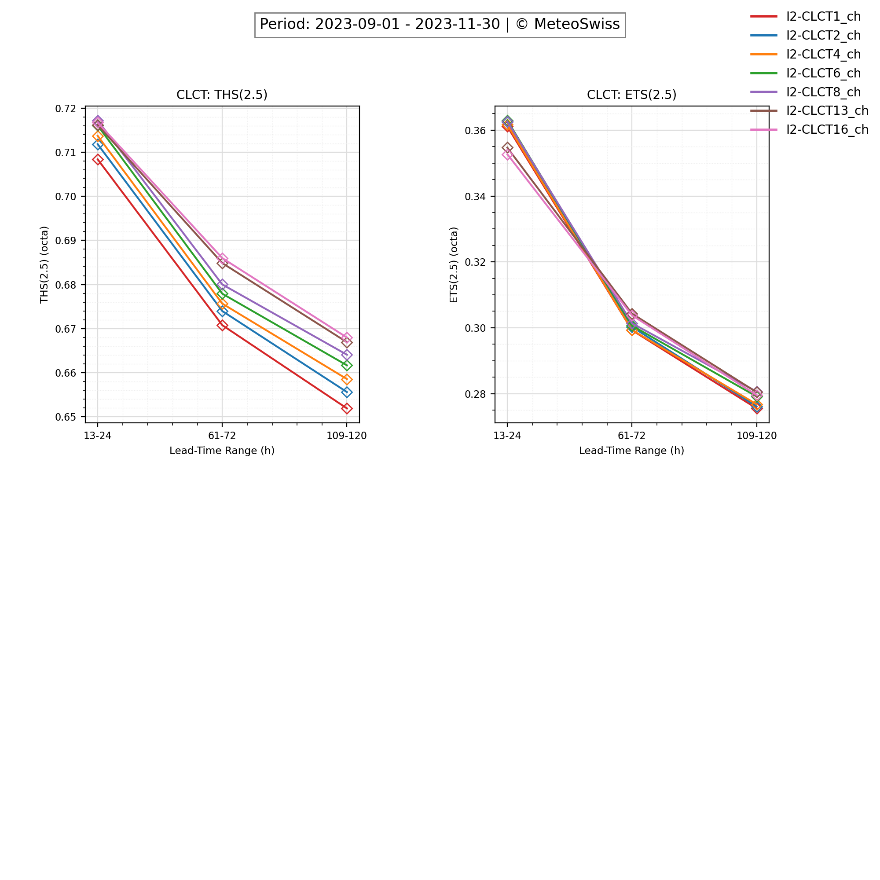 Period: 2023-09-01 - 2023-11-30 | © MeteoSwiss
I2-CLCT1_ch
I2-CLCT2_ch
I2-CLCT4_ch
I2-CLCT6_ch
I2-CLCT8_ch
I2-CLCT13_ch
I2-CLCT16_ch
CLCT: THS(2.5)
0.72
0.71
0.70
0.69
0.68
0.67
0.66
0.65
THS(2.5) (octa)
13-24
61-72
109-120
Lead-Time Range (h)
CLCT: ETS(2.5)
0.36
0.34
0.32
0.30
0.28
ETS(2.5) (octa)
13-24
61-72
109-120
Lead-Time Range (h)